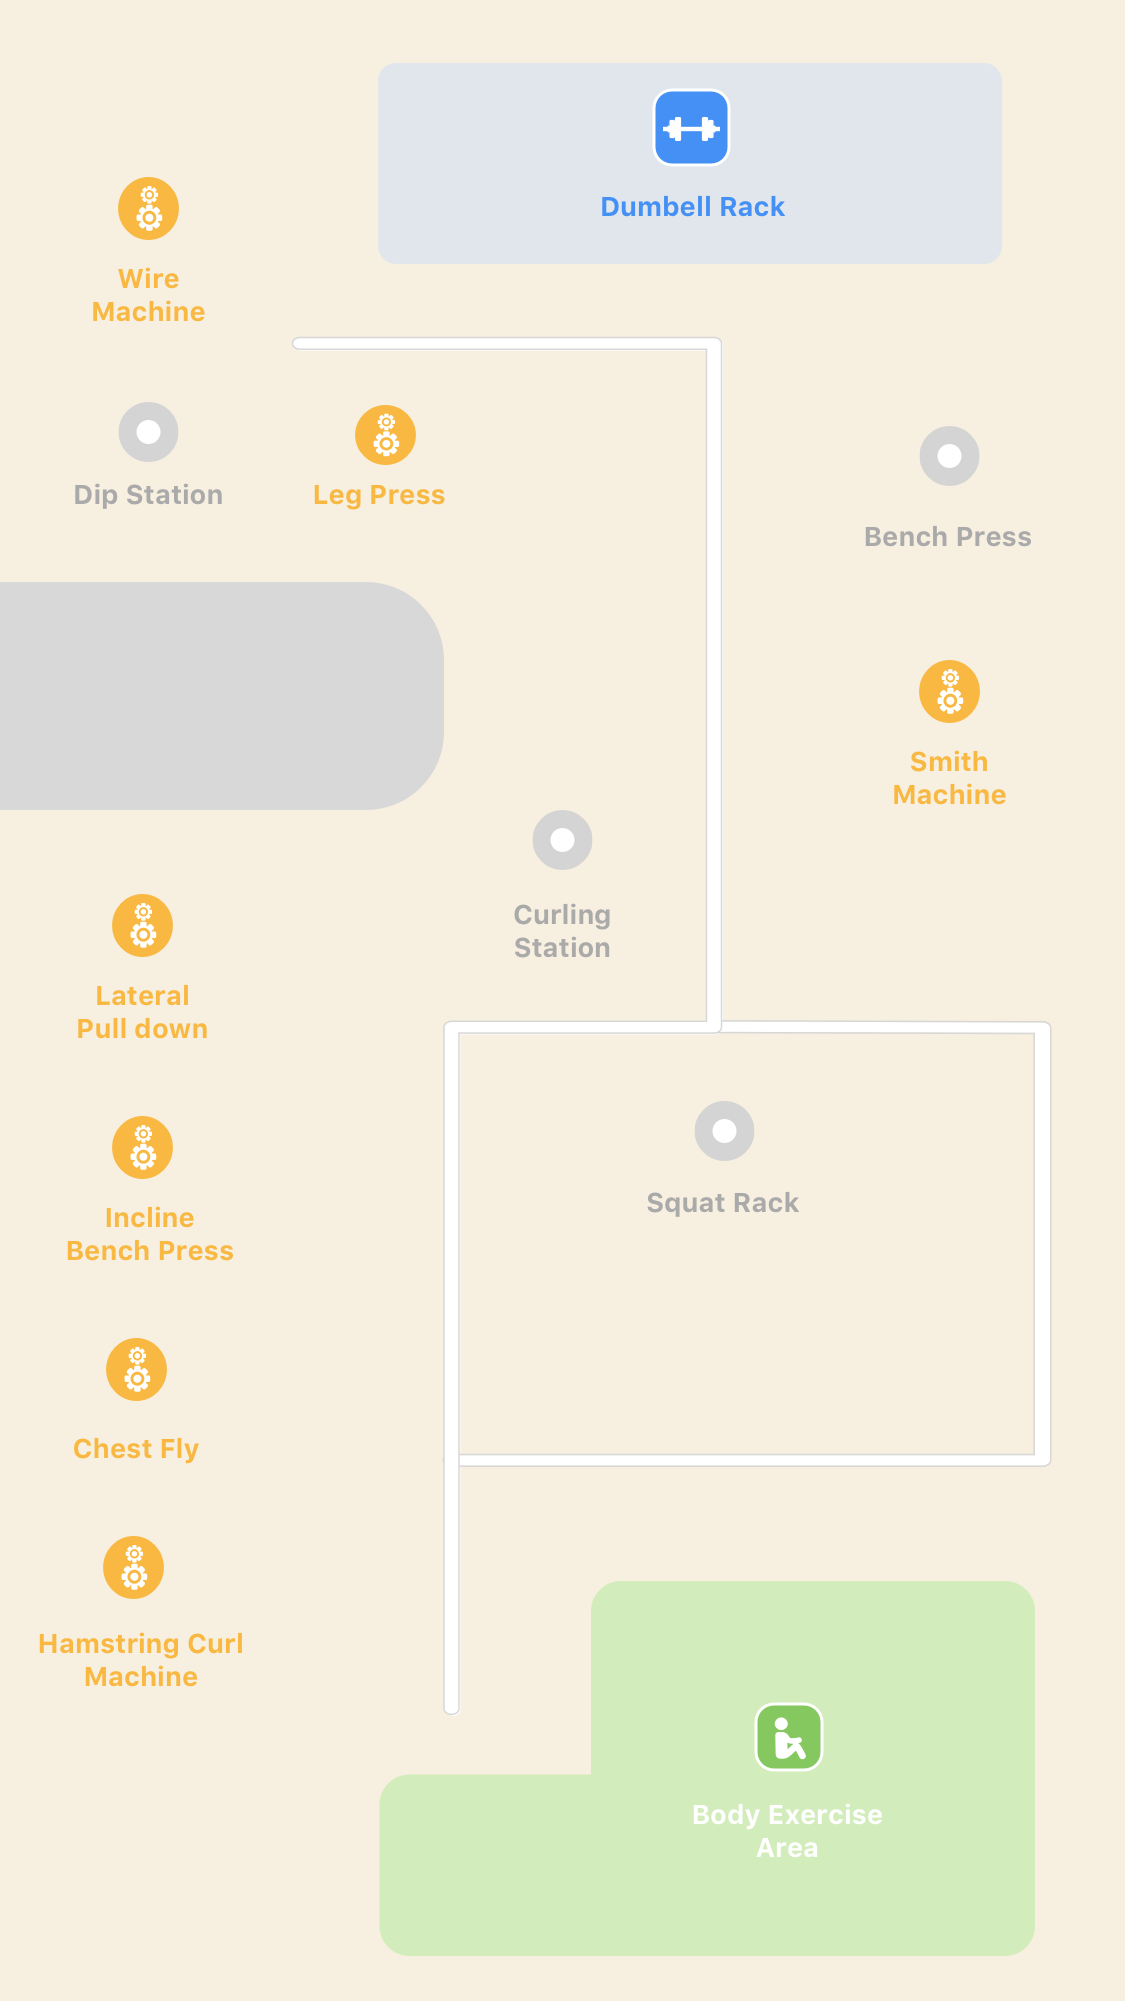 Dumbell Rack
Wire
Machine
Dip Station
Leg Press
Bench Press
Smith
Machine
Curling
Station
Lateral
Pull down
Squat Rack
Incline
Bench Press
Chest Fly
Hamstring Curl
Machine
Body Exercise
Area